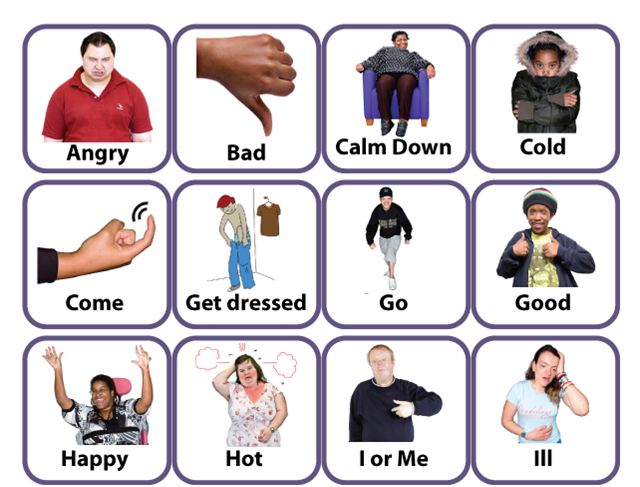 Angry
Bad
Calm Down
Cold
Come
Get dressed
Go
Good
Happy
Hot
I or Me
Ill